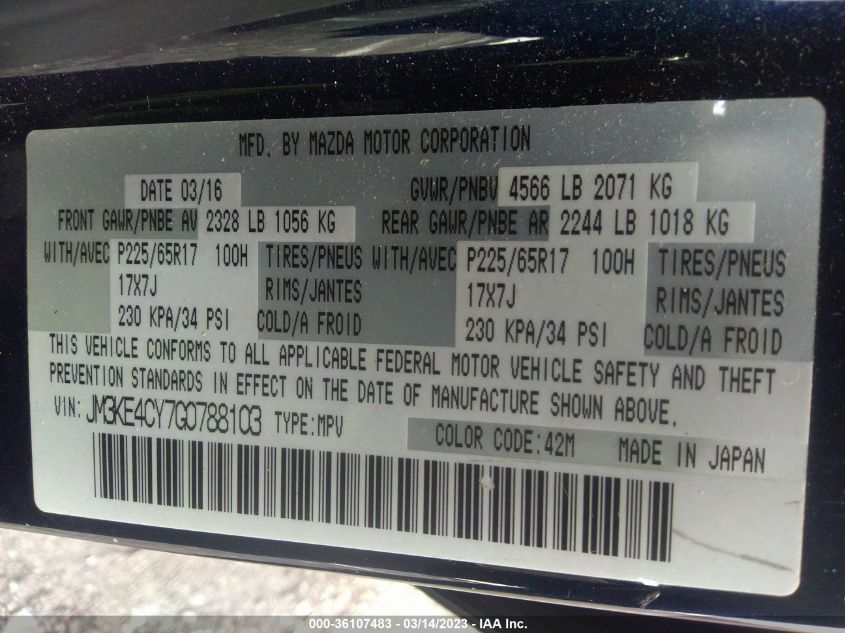 MFD. BY MAZDA MOTOR CORPORATION
DATE 03/16 GVWR/PNBV 4566 LB 2071 KG
FRONT GAWR/PNBE AV 2328 LB 1056 KG REAR GAWR/PNBE AR 2244 LB 1018 KG
WITH/AVEC P225/65R17 100H TIRES/PNEUS WITH/AVEC P225/65R17 100H TIRES/PNEUS
17X7J RIMS/JANTES 17X7J RIMS/JANTES
230 KPA/34 PSI COLD/A FROID 230 KPA/34 PSI COLD/A FROID
THIS VEHICLE CONFORMS TO ALL APPLICABLE FEDERAL MOTOR VEHICLE SAFETY AND THEFT
PREVENTION STANDARDS IN EFFECT ON THE DATE OF MANUFACTURE SHOWN ABOVE.
VIN: JM3KE4CY7G0788103 TYPE:MPV COLOR CODE:42M MADE IN JAPAN
000-36107483 - 03/14/2023 - IAA Inc.